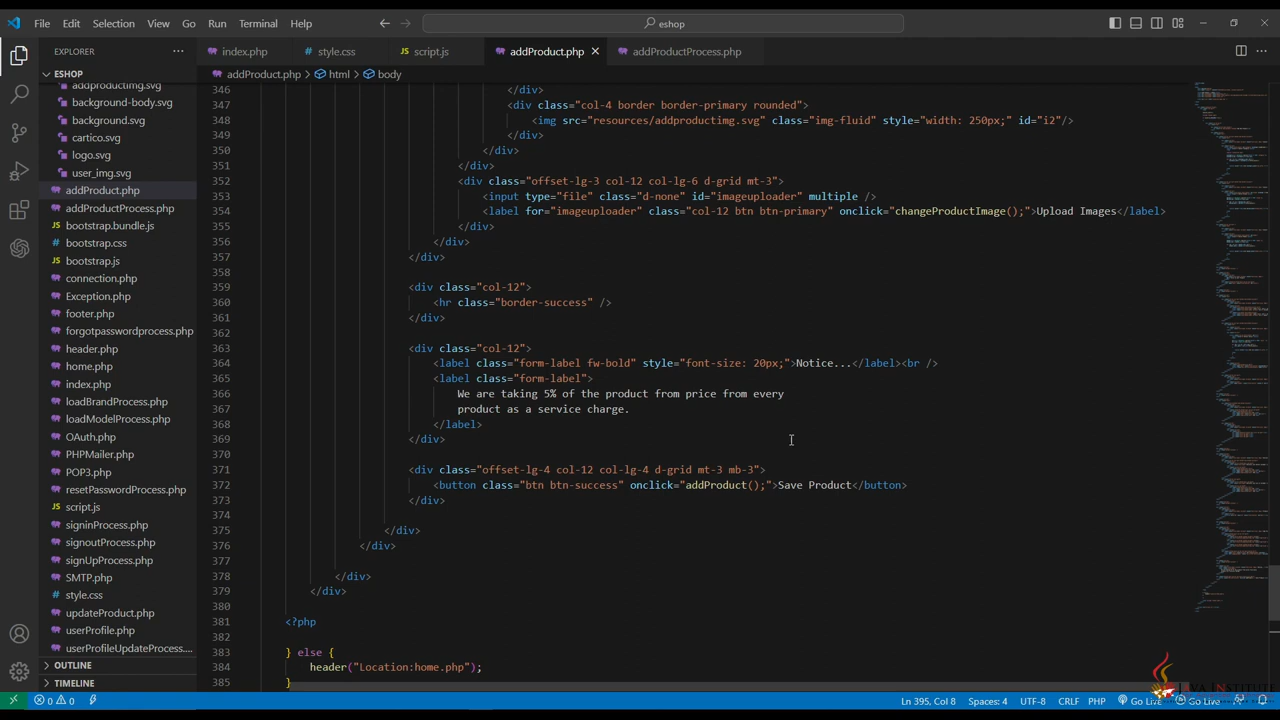 File Edit Selection View Go Run Terminal Help
eshop
EXPLORER
index.php
style.css
script.js
addProduct.php
addProductProcess.php
ESHOP
addProduct.php > html > body
addproductimg.svg
background-body.svg
background.svg
cartico.svg
logo.svg
user_img.svg
addProduct.php
addProductProcess.php
bootstrap.bundle.js
bootstrap.css
bootstrap.js
connection.php
Exception.php
footer.php
forgotpasswordprocess.php
header.php
home.php
index.php
loadBrandProcess.php
loadModelProcess.php
OAuth.php
PHPMailer.php
POP3.php
resetPasswordProcess.php
script.js
signinProcess.php
signoutProcess.php
signUpProcess.php
SMTP.php
style.css
updateProduct.php
userProfile.php
userProfileUpdateProcess....
OUTLINE
TIMELINE
346 </div>
347 <div class="col-4 border border-primary rounded">
348 <img src="resources/addproductimg.svg" class="img-fluid" style="width: 250px;" id="i2"/>
349 </div>
350 </div>
351 </div>
352 <div class="offset-lg-3 col-12 col-lg-6 d-grid mt-3">
353 <input type="file" class="d-none" id="imageuploader" multiple />
354 <label for="imageuploader" class="col-12 btn btn-primary" onclick="changeProductImage();">Upload Images</label>
355 </div>
356 </div>
357 </div>
358
359 <div class="col-12">
360 <hr class="border-success" />
361 </div>
362
363 <div class="col-12">
364 <label class="form-label fw-bold" style="font-size: 20px;">Notice...</label><br />
365 <label class="form-label">
366 We are taking 5% of the product from price from every
367 product as a service change.
368 </label>
369 </div>
370
371 <div class="offset-lg-4 col-12 col-lg-4 d-grid mt-3 mb-3">
372 <button class="btn btn-success" onclick="addProduct();">Save Product</button>
373 </div>
374
375 </div>
376 </div>
377
378 </div>
379 </div>
380
381 <?php
382
383 } else {
384 header("Location:home.php");
385 }
JAVA INSTITUTE
0 0
Ln 395, Col 8 Spaces: 4 UTF-8 CRLF PHP Go Live Go Live